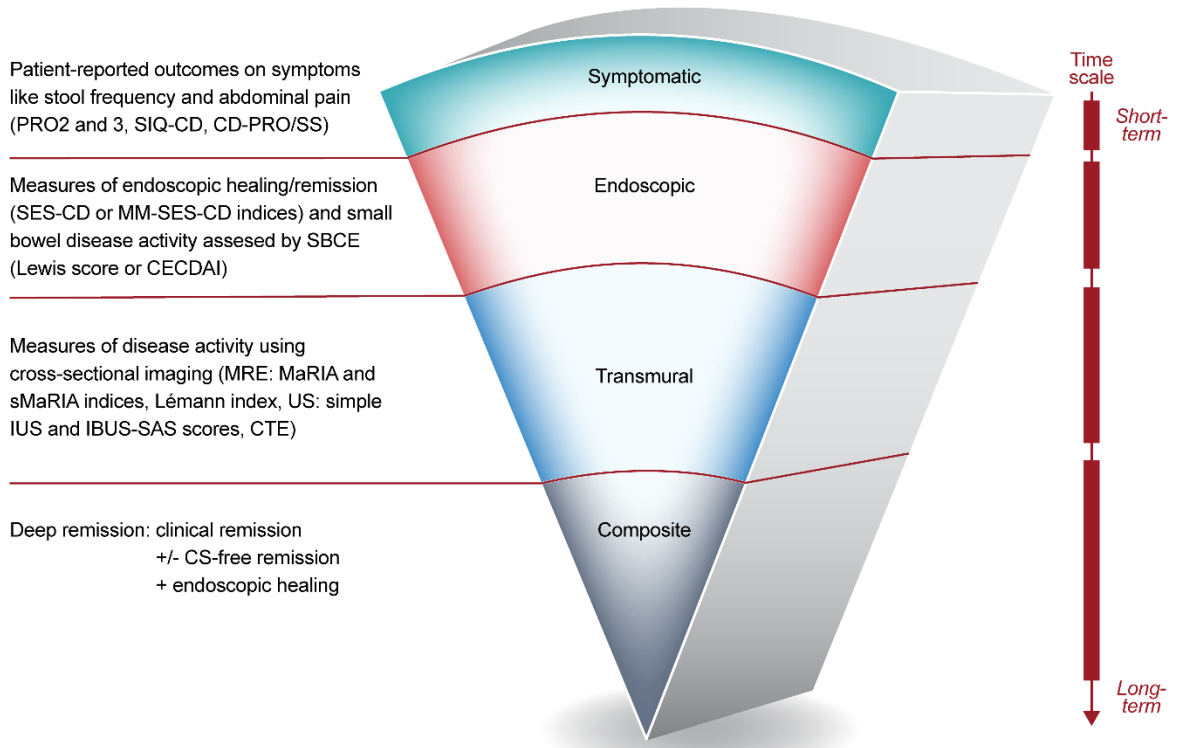 Patient-reported outcomes on symptoms
like stool frequency and abdominal pain
(PRO2 and 3, SIQ-CD, CD-PRO/SS)
Symptomatic
Time
scale
Short-
term
Measures of endoscopic healing/remission
(SES-CD or MM-SES-CD indices) and small
bowel disease activity assesed by SBCE
(Lewis score or CECDAI)
Endoscopic
Measures of disease activity using
cross-sectional imaging (MRE: MaRIA and
sMaRIA indices, Lémann index, US: simple
IUS and IBUS-SAS scores, CTE)
Transmural
Deep remission: clinical remission
+/- CS-free remission
+ endoscopic healing
Composite
Long-
term